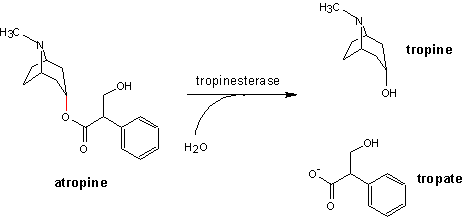 H₃C
N
O
O
OH
atropine
tropinesterase
H₂O
H₃C
N
tropine
OH
OH
O⁻
O
tropate